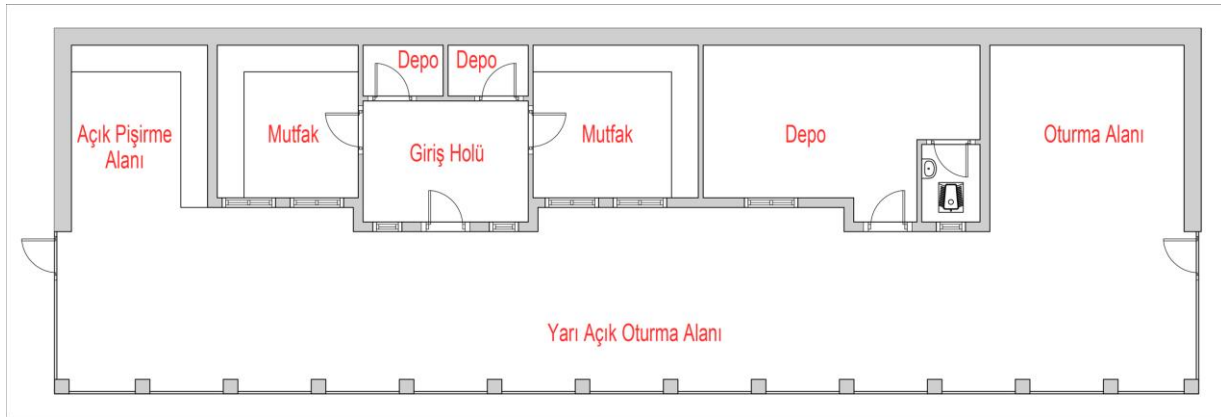 Depo
Depo
Açık Pişirme
Alanı
Mutfak
Giriş Holü
Mutfak
Depo
Oturma Alanı
Yarı Açık Oturma Alanı